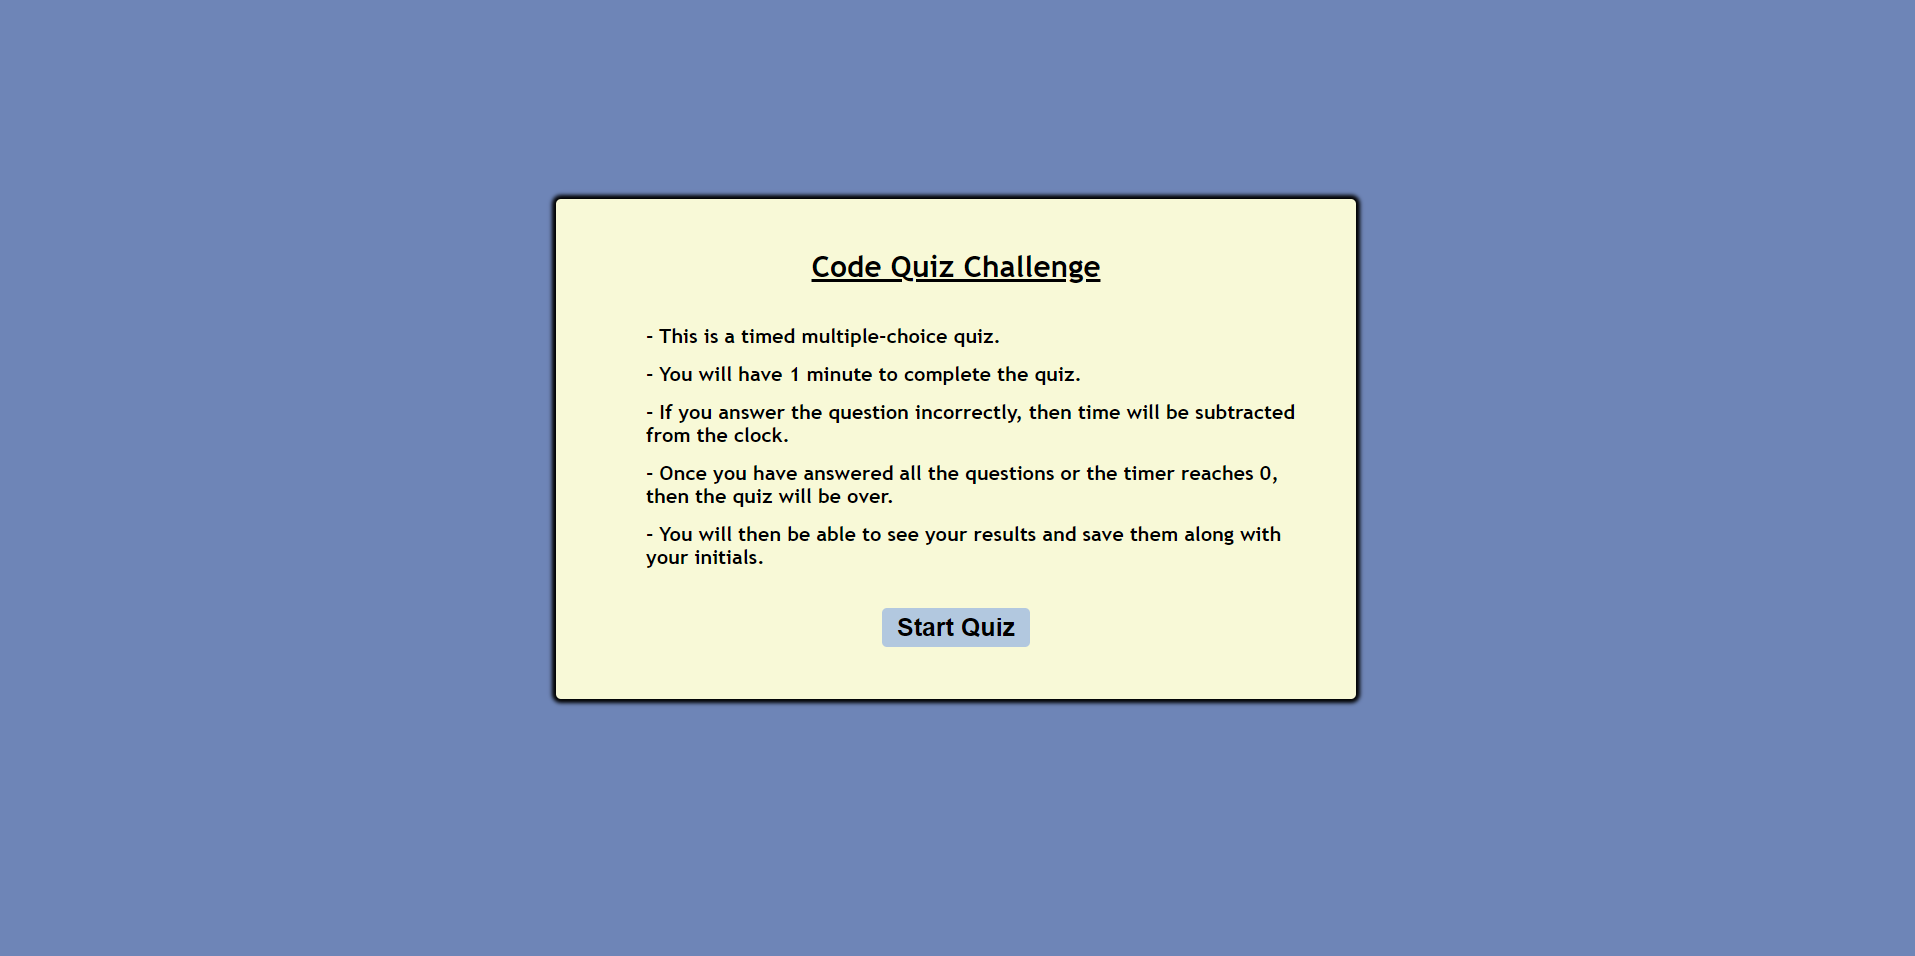 Code Quiz Challenge
- This is a timed multiple-choice quiz.
- You will have 1 minute to complete the quiz.
- If you answer the question incorrectly, then time will be subtracted
from the clock.
- Once you have answered all the questions or the timer reaches 0,
then the quiz will be over.
- You will then be able to see your results and save them along with
your initials.
Start Quiz